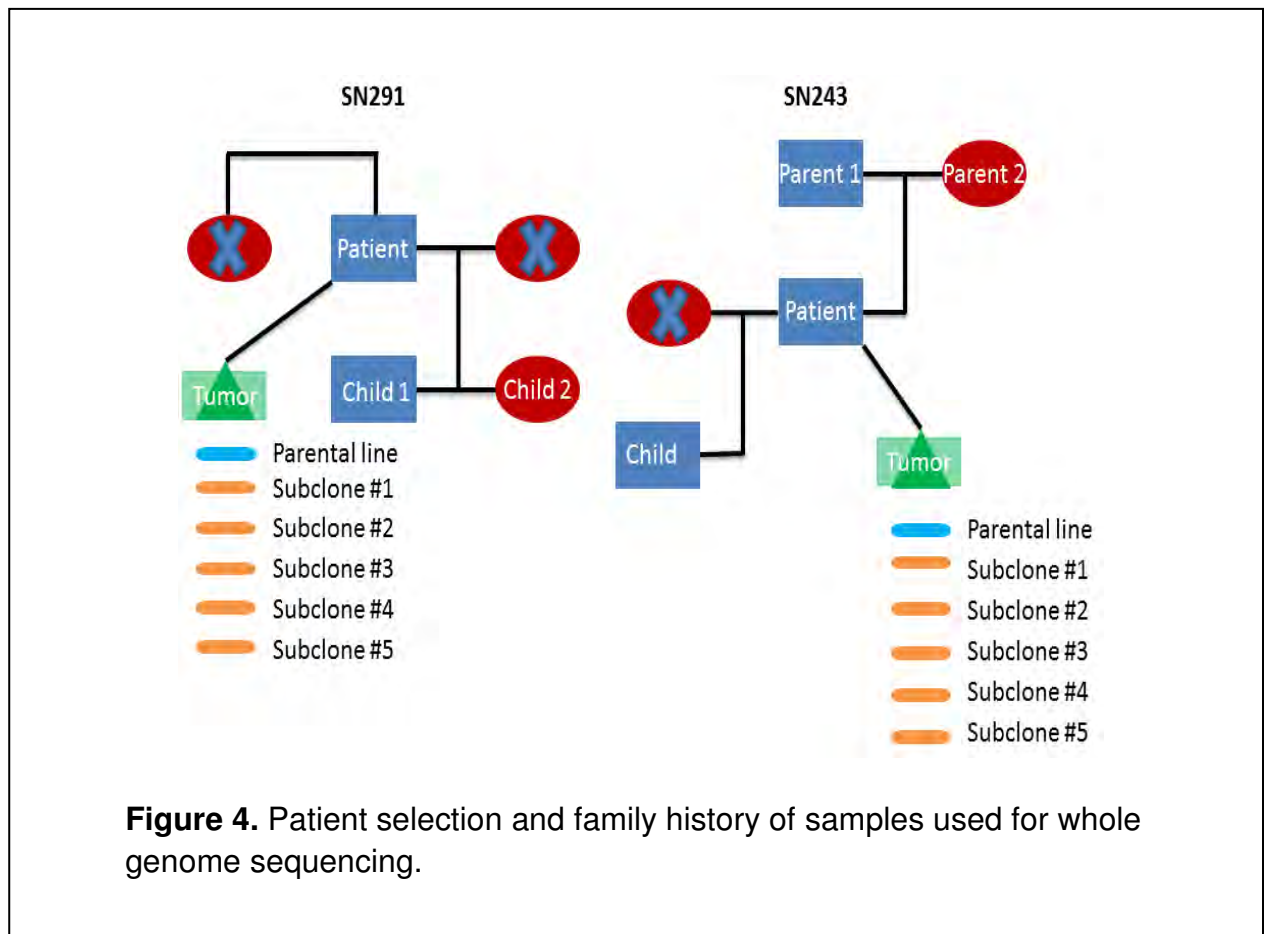 SN291
Patient
Tumor
Child 1
Child 2
Parental line
Subclone #1
Subclone #2
Subclone #3
Subclone #4
Subclone #5
SN243
Parent 1
Parent 2
Patient
Child
Tumor
Parental line
Subclone #1
Subclone #2
Subclone #3
Subclone #4
Subclone #5
Figure 4. Patient selection and family history of samples used for whole
genome sequencing.